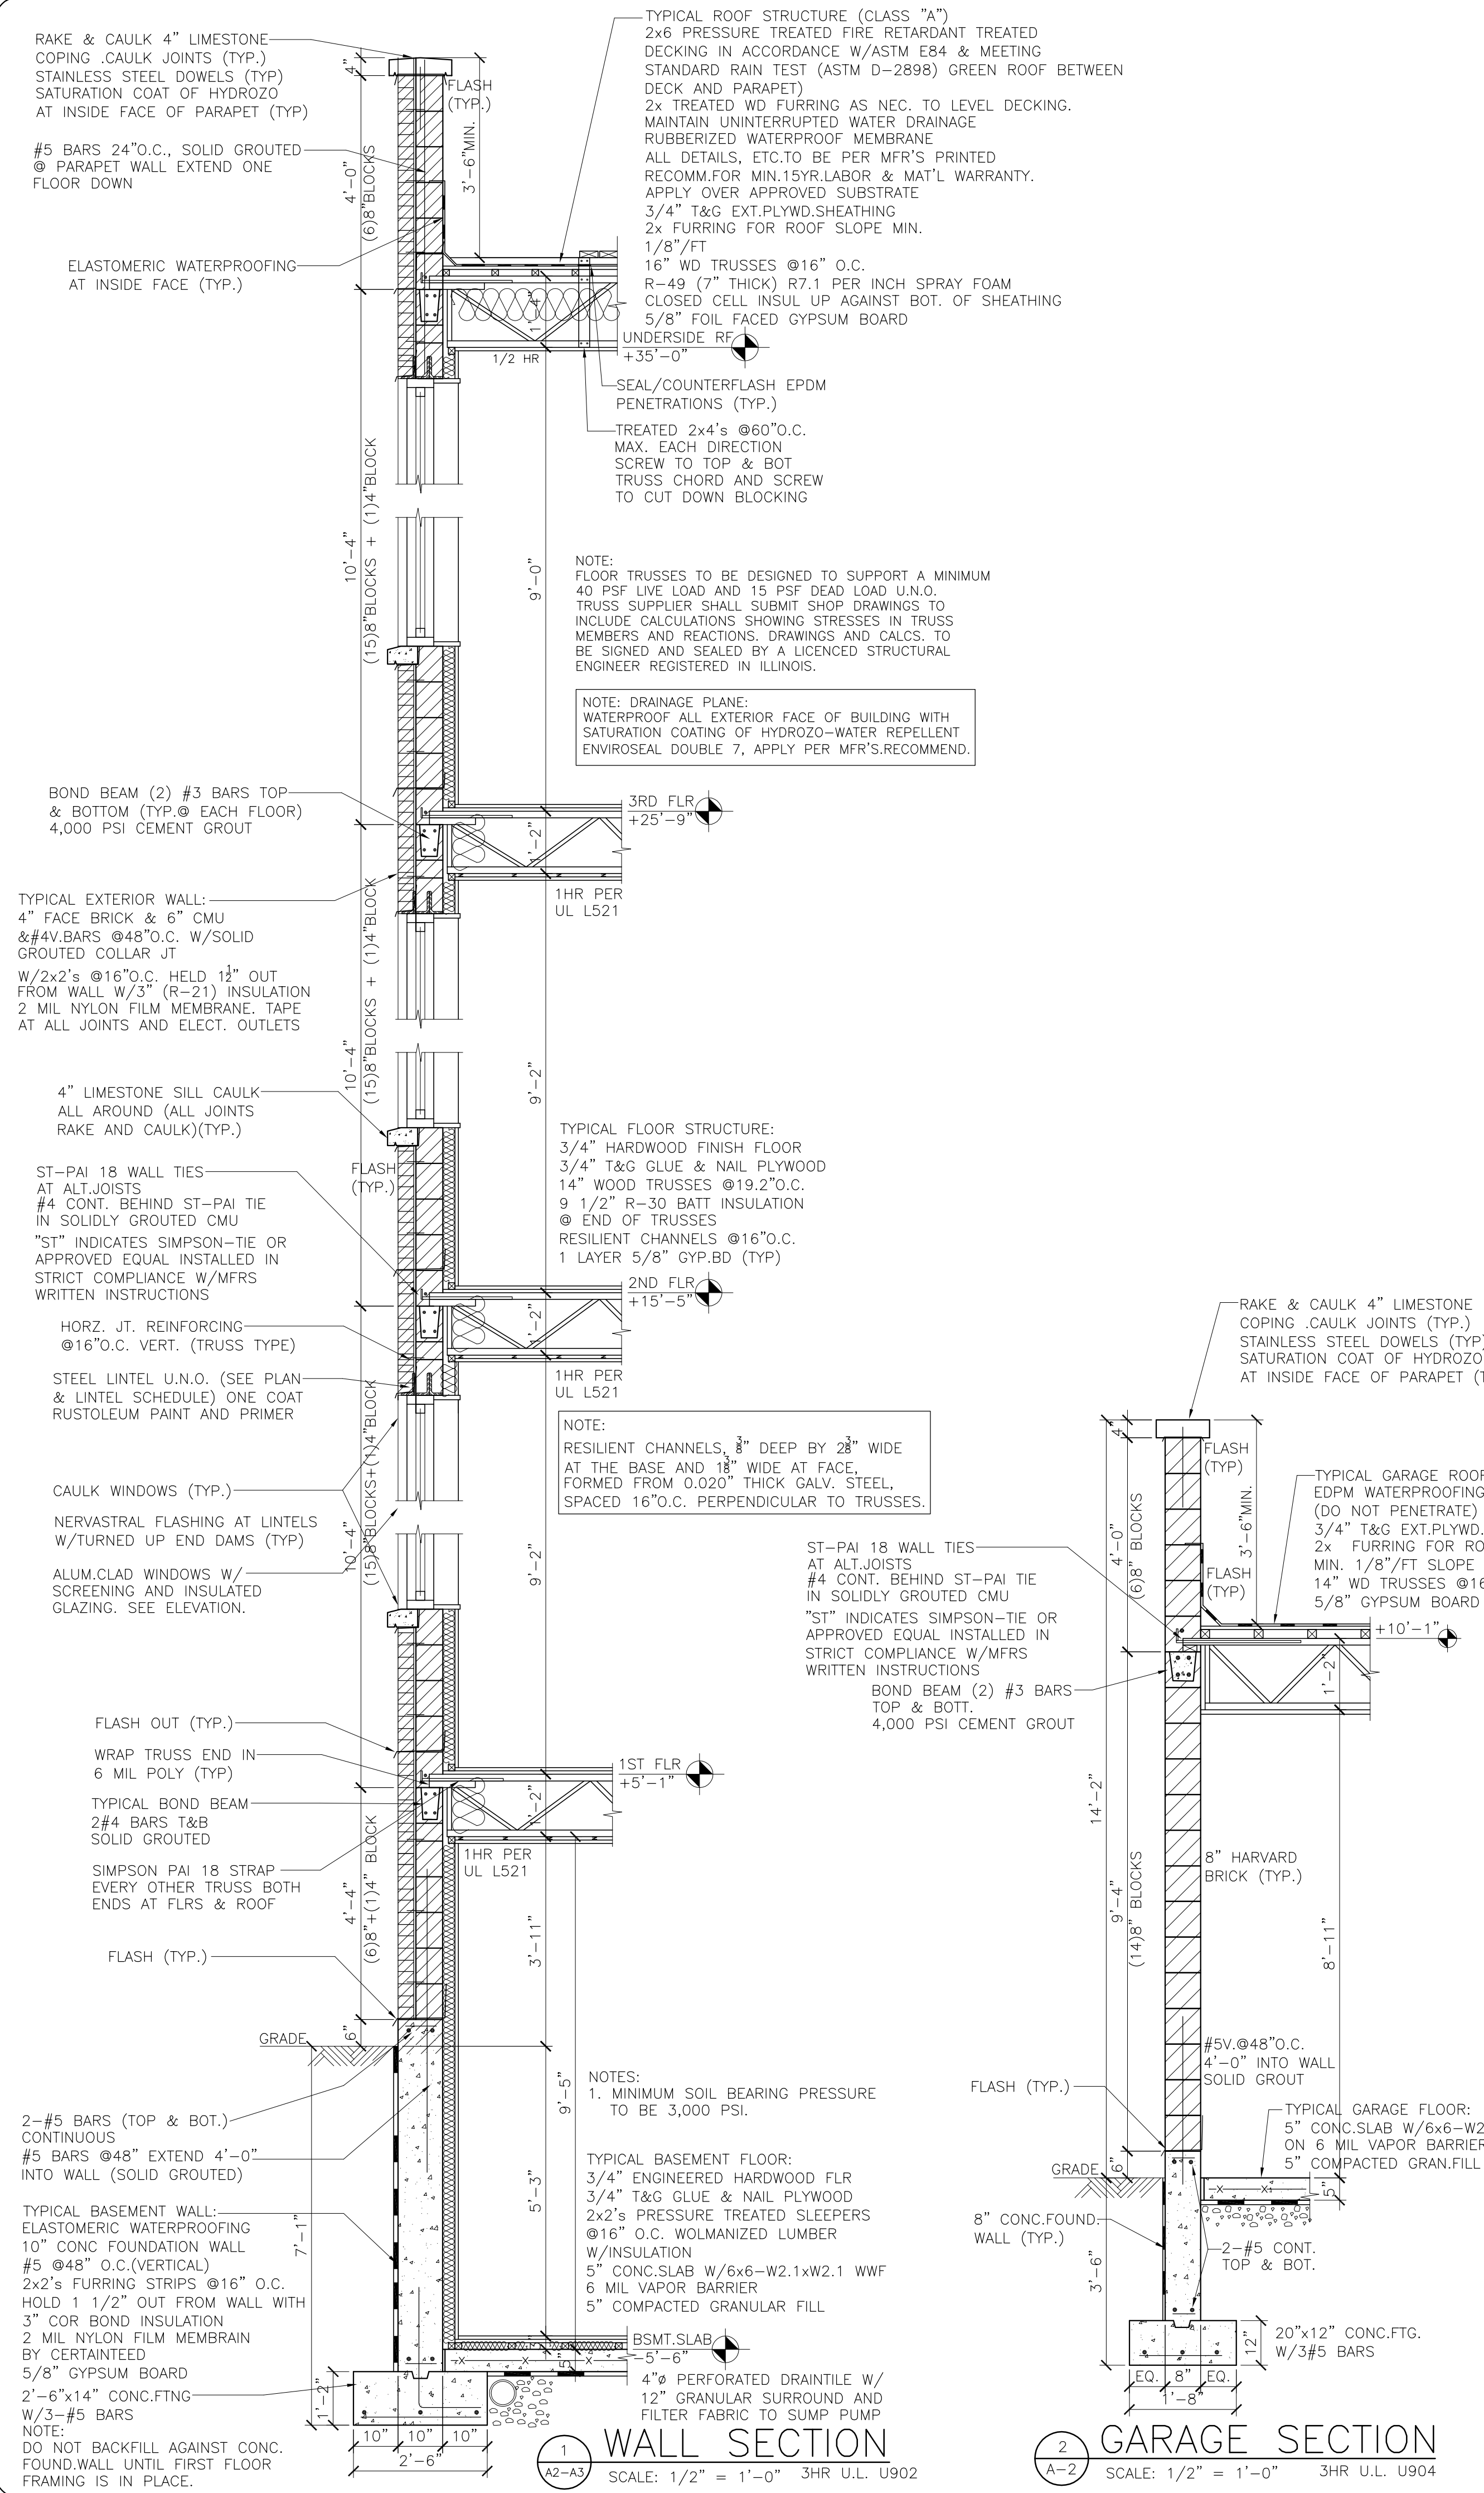 RAKE & CAULK 4" LIMESTONE
COPING .CAULK JOINTS (TYP.)
STAINLESS STEEL DOWELS (TYP)
SATURATION COAT OF HYDROZO
AT INSIDE FACE OF PARAPET (TYP)
#5 BARS 24"O.C., SOLID GROUTED
@ PARAPET WALL EXTEND ONE
FLOOR DOWN
ELASTOMERIC WATERPROOFING
AT INSIDE FACE (TYP.)
4"
4'-0"
(6)8"BLOCKS
FLASH
(TYP.)
3'-6"MIN.
TYPICAL ROOF STRUCTURE (CLASS "A")
2x6 PRESSURE TREATED FIRE RETARDANT TREATED
DECKING IN ACCORDANCE W/ASTM E84 & MEETING
STANDARD RAIN TEST (ASTM D-2898) GREEN ROOF BETWEEN
DECK AND PARAPET)
2x TREATED WD FURRING AS NEC. TO LEVEL DECKING.
MAINTAIN UNINTERRUPTED WATER DRAINAGE
RUBBERIZED WATERPROOF MEMBRANE
ALL DETAILS, ETC.TO BE PER MFR'S PRINTED
RECOMM.FOR MIN.15YR.LABOR & MAT'L WARRANTY.
APPLY OVER APPROVED SUBSTRATE
3/4" T&G EXT.PLYWD.SHEATHING
2x FURRING FOR ROOF SLOPE MIN.
1/8"/FT
16" WD TRUSSES @16" O.C.
R-49 (7" THICK) R7.1 PER INCH SPRAY FOAM
CLOSED CELL INSUL UP AGAINST BOT. OF SHEATHING
5/8" FOIL FACED GYPSUM BOARD
UNDERSIDE RF
+35'-0"
1'-4"
1/2 HR
SEAL/COUNTERFLASH EPDM
PENETRATIONS (TYP.)
TREATED 2x4's @60"O.C.
MAX. EACH DIRECTION
SCREW TO TOP & BOT
TRUSS CHORD AND SCREW
TO CUT DOWN BLOCKING
10'-4"
(15)8"BLOCKS + (1)4"BLOCK
9'-0"
NOTE:
FLOOR TRUSSES TO BE DESIGNED TO SUPPORT A MINIMUM
40 PSF LIVE LOAD AND 15 PSF DEAD LOAD U.N.O.
TRUSS SUPPLIER SHALL SUBMIT SHOP DRAWINGS TO
INCLUDE CALCULATIONS SHOWING STRESSES IN TRUSS
MEMBERS AND REACTIONS. DRAWINGS AND CALCS. TO
BE SIGNED AND SEALED BY A LICENCED STRUCTURAL
ENGINEER REGISTERED IN ILLINOIS.
NOTE: DRAINAGE PLANE:
WATERPROOF ALL EXTERIOR FACE OF BUILDING WITH
SATURATION COATING OF HYDROZO-WATER REPELLENT
ENVIROSEAL DOUBLE 7, APPLY PER MFR'S.RECOMMEND.
BOND BEAM (2) #3 BARS TOP
& BOTTOM (TYP.@ EACH FLOOR)
4,000 PSI CEMENT GROUT
3RD FLR
+25'-9"
1'-2"
1HR PER
UL L521
TYPICAL EXTERIOR WALL:
4" FACE BRICK & 6" CMU
&#4V.BARS @48"O.C. W/SOLID
GROUTED COLLAR JT
W/2x2's @16"O.C. HELD 1½" OUT
FROM WALL W/3" (R-21) INSULATION
2 MIL NYLON FILM MEMBRANE. TAPE
AT ALL JOINTS AND ELECT. OUTLETS
10'-4"
(15)8"BLOCKS + (1)4"BLOCK
9'-2"
4" LIMESTONE SILL CAULK
ALL AROUND (ALL JOINTS
RAKE AND CAULK)(TYP.)
FLASH
(TYP.)
ST-PAI 18 WALL TIES
AT ALT.JOISTS
#4 CONT. BEHIND ST-PAI TIE
IN SOLIDLY GROUTED CMU
"ST" INDICATES SIMPSON-TIE OR
APPROVED EQUAL INSTALLED IN
STRICT COMPLIANCE W/MFRS
WRITTEN INSTRUCTIONS
TYPICAL FLOOR STRUCTURE:
3/4" HARDWOOD FINISH FLOOR
3/4" T&G GLUE & NAIL PLYWOOD
14" WOOD TRUSSES @19.2"O.C.
9 1/2" R-30 BATT INSULATION
@ END OF TRUSSES
RESILIENT CHANNELS @16"O.C.
1 LAYER 5/8" GYP.BD (TYP)
2ND FLR
+15'-5"
1'-2"
1HR PER
UL L521
HORZ. JT. REINFORCING
@16"O.C. VERT. (TRUSS TYPE)
STEEL LINTEL U.N.O. (SEE PLAN
& LINTEL SCHEDULE) ONE COAT
RUSTOLEUM PAINT AND PRIMER
NOTE:
RESILIENT CHANNELS, ⅜" DEEP BY 2⅜" WIDE
AT THE BASE AND 1⅜" WIDE AT FACE,
FORMED FROM 0.020" THICK GALV. STEEL,
SPACED 16"O.C. PERPENDICULAR TO TRUSSES.
CAULK WINDOWS (TYP.)
NERVASTRAL FLASHING AT LINTELS
W/TURNED UP END DAMS (TYP)
ALUM.CLAD WINDOWS W/
SCREENING AND INSULATED
GLAZING. SEE ELEVATION.
10'-4"
(15)8"BLOCKS+(1)4"BLOCK
9'-2"
FLASH OUT (TYP.)
WRAP TRUSS END IN
6 MIL POLY (TYP)
TYPICAL BOND BEAM
2#4 BARS T&B
SOLID GROUTED
SIMPSON PAI 18 STRAP
EVERY OTHER TRUSS BOTH
ENDS AT FLRS & ROOF
FLASH (TYP.)
1ST FLR
+5'-1"
1'-2"
1HR PER
UL L521
4'-4"
(6)8"+(1)4" BLOCK
3'-11"
6"
GRADE
2-#5 BARS (TOP & BOT.)
CONTINUOUS
#5 BARS @48" EXTEND 4'-0"
INTO WALL (SOLID GROUTED)
TYPICAL BASEMENT WALL:
ELASTOMERIC WATERPROOFING
10" CONC FOUNDATION WALL
#5 @48" O.C.(VERTICAL)
2x2's FURRING STRIPS @16" O.C.
HOLD 1 1/2" OUT FROM WALL WITH
3" COR BOND INSULATION
2 MIL NYLON FILM MEMBRAIN
BY CERTAINTEED
5/8" GYPSUM BOARD
2'-6"x14" CONC.FTNG
W/3-#5 BARS
NOTE:
DO NOT BACKFILL AGAINST CONC.
FOUND.WALL UNTIL FIRST FLOOR
FRAMING IS IN PLACE.
7'-1"
1'-2"
10" 10" 10"
2'-6"
9'-5"
5'-3"
NOTES:
1. MINIMUM SOIL BEARING PRESSURE
TO BE 3,000 PSI.
TYPICAL BASEMENT FLOOR:
3/4" ENGINEERED HARDWOOD FLR
3/4" T&G GLUE & NAIL PLYWOOD
2x2's PRESSURE TREATED SLEEPERS
@16" O.C. WOLMANIZED LUMBER
W/INSULATION
5" CONC.SLAB W/6x6-W2.1xW2.1 WWF
6 MIL VAPOR BARRIER
5" COMPACTED GRANULAR FILL
BSMT.SLAB
-5'-6"
5"
4"ø PERFORATED DRAINTILE W/
12" GRANULAR SURROUND AND
FILTER FABRIC TO SUMP PUMP
1
A2-A3
WALL SECTION
SCALE: 1/2" = 1'-0" 3HR U.L. U902
RAKE & CAULK 4" LIMESTONE
COPING .CAULK JOINTS (TYP.)
STAINLESS STEEL DOWELS (TYP
SATURATION COAT OF HYDROZO
AT INSIDE FACE OF PARAPET (
4"
FLASH
(TYP)
3'-6"MIN.
4'-0"
(6)8" BLOCKS
FLASH
(TYP)
TYPICAL GARAGE ROOF
EDPM WATERPROOFING
(DO NOT PENETRATE)
3/4" T&G EXT.PLYWD.
2x FURRING FOR RO
MIN. 1/8"/FT SLOPE
14" WD TRUSSES @16
5/8" GYPSUM BOARD
+10'-1"
1'-2"
ST-PAI 18 WALL TIES
AT ALT.JOISTS
#4 CONT. BEHIND ST-PAI TIE
IN SOLIDLY GROUTED CMU
"ST" INDICATES SIMPSON-TIE OR
APPROVED EQUAL INSTALLED IN
STRICT COMPLIANCE W/MFRS
WRITTEN INSTRUCTIONS
BOND BEAM (2) #3 BARS
TOP & BOTT.
4,000 PSI CEMENT GROUT
14'-2"
9'-4"
(14)8" BLOCKS
8" HARVARD
BRICK (TYP.)
8'-11"
#5V.@48"O.C.
4'-0" INTO WALL
SOLID GROUT
FLASH (TYP.)
6"
GRADE
TYPICAL GARAGE FLOOR:
5" CONC.SLAB W/6x6-W2
ON 6 MIL VAPOR BARRIER
5" COMPACTED GRAN.FILL
5"
8" CONC.FOUND.
WALL (TYP.)
3'-6"
2-#5 CONT.
TOP & BOT.
12"
20"x12" CONC.FTG.
W/3#5 BARS
EQ. 8" EQ.
1'-8"
2
A-2
GARAGE SECTION
SCALE: 1/2" = 1'-0" 3HR U.L. U904